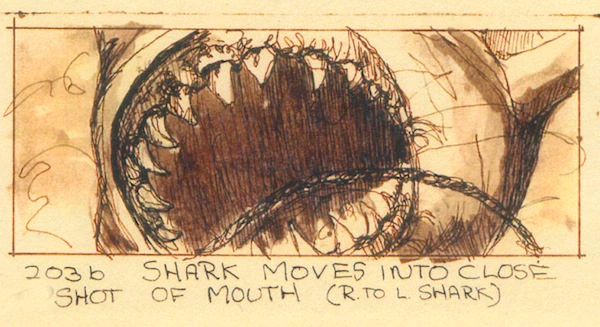 203b SHARK MOVES INTO CLOSE
SHOT OF MOUTH (R. TO L. SHARK)